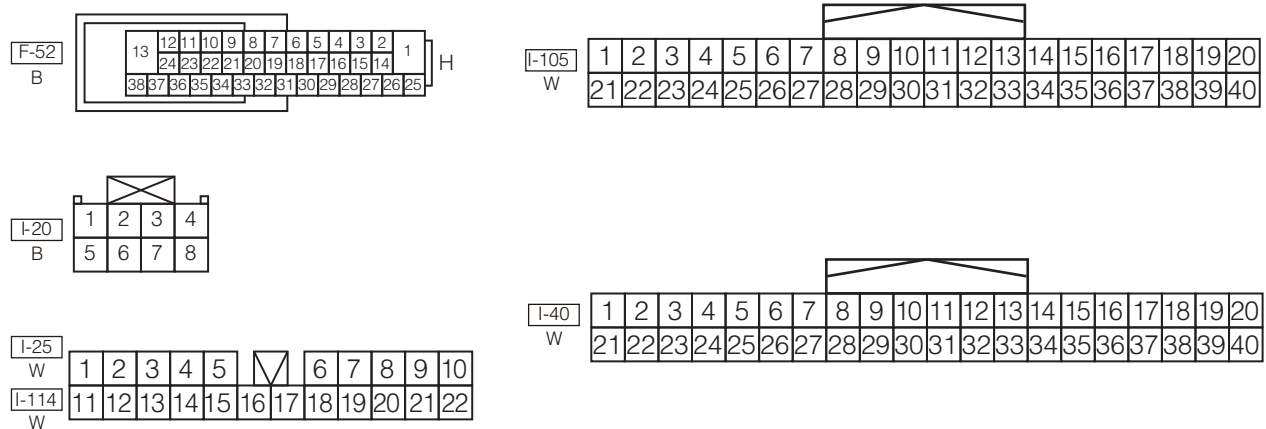 F-52
B
13 12 11 10 9 8 7 6 5 4 3 2 1
24 23 22 21 20 19 18 17 16 15 14
38 37 36 35 34 33 32 31 30 29 28 27 26 25
H
I-105
W
1 2 3 4 5 6 7 8 9 10 11 12 13 14 15 16 17 18 19 20
21 22 23 24 25 26 27 28 29 30 31 32 33 34 35 36 37 38 39 40
I-20
B
1 2 3 4
5 6 7 8
I-40
W
1 2 3 4 5 6 7 8 9 10 11 12 13 14 15 16 17 18 19 20
21 22 23 24 25 26 27 28 29 30 31 32 33 34 35 36 37 38 39 40
I-25
W
1 2 3 4 5 6 7 8 9 10
I-114
W
11 12 13 14 15 16 17 18 19 20 21 22